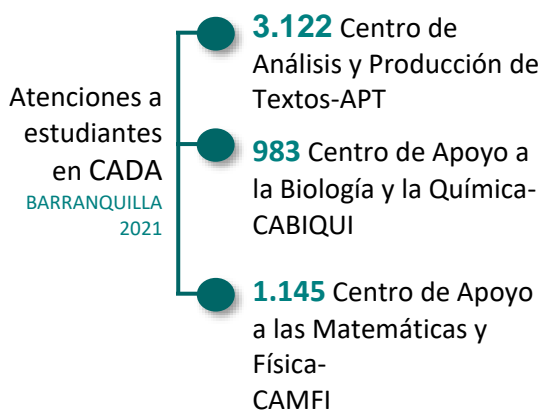 Atenciones a
estudiantes
en CADA
BARRANQUILLA
2021
3.122 Centro de
Análisis y Producción de
Textos-APT
983 Centro de Apoyo a
la Biología y la Química-
CABIQUI
1.145 Centro de Apoyo
a las Matemáticas y
Física-
CAMFI